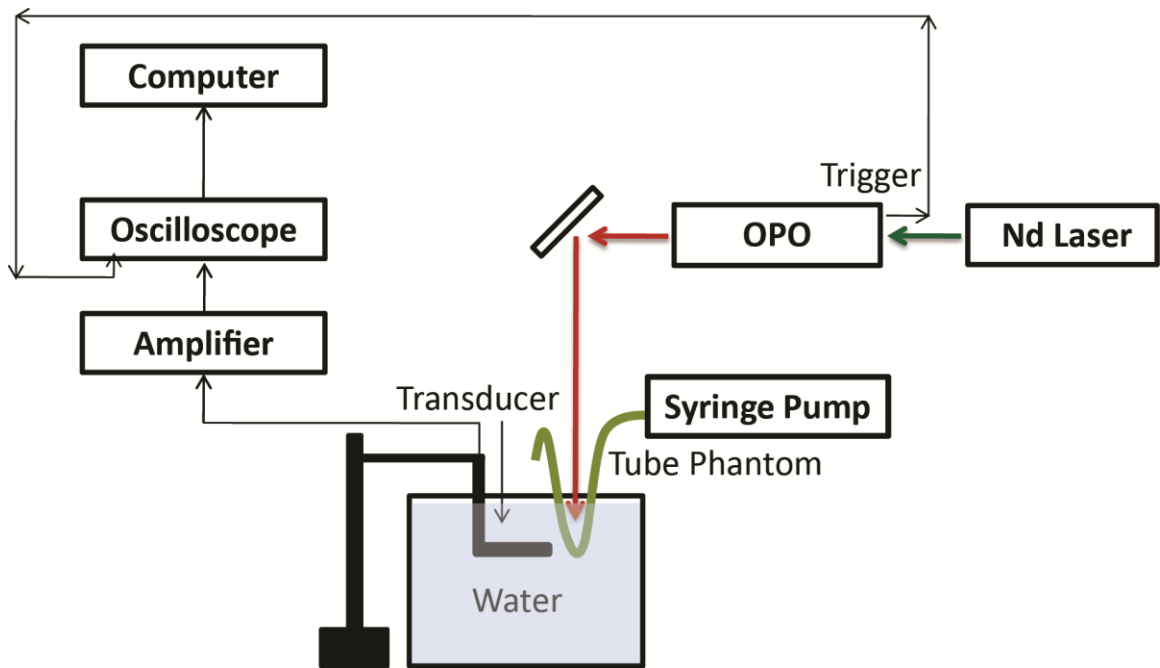 Computer
Trigger
Oscilloscope
OPO
Nd Laser
Amplifier
Transducer
Syringe Pump
Tube Phantom
Water